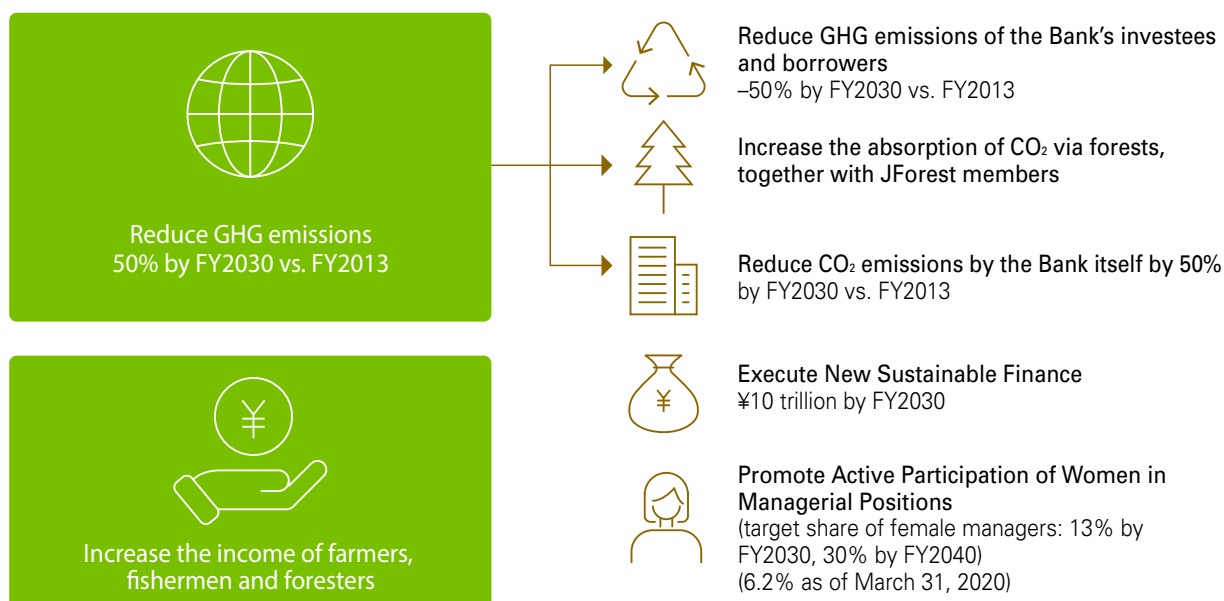 Reduce GHG emissions
50% by FY2030 vs. FY2013
Reduce GHG emissions of the Bank’s investees
and borrowers
–50% by FY2030 vs. FY2013
Increase the absorption of CO₂ via forests,
together with JForest members
Reduce CO₂ emissions by the Bank itself by 50%
by FY2030 vs. FY2013
¥
Increase the income of farmers,
fishermen and foresters
¥
Execute New Sustainable Finance
¥10 trillion by FY2030
Promote Active Participation of Women in
Managerial Positions
(target share of female managers: 13% by
FY2030, 30% by FY2040)
(6.2% as of March 31, 2020)